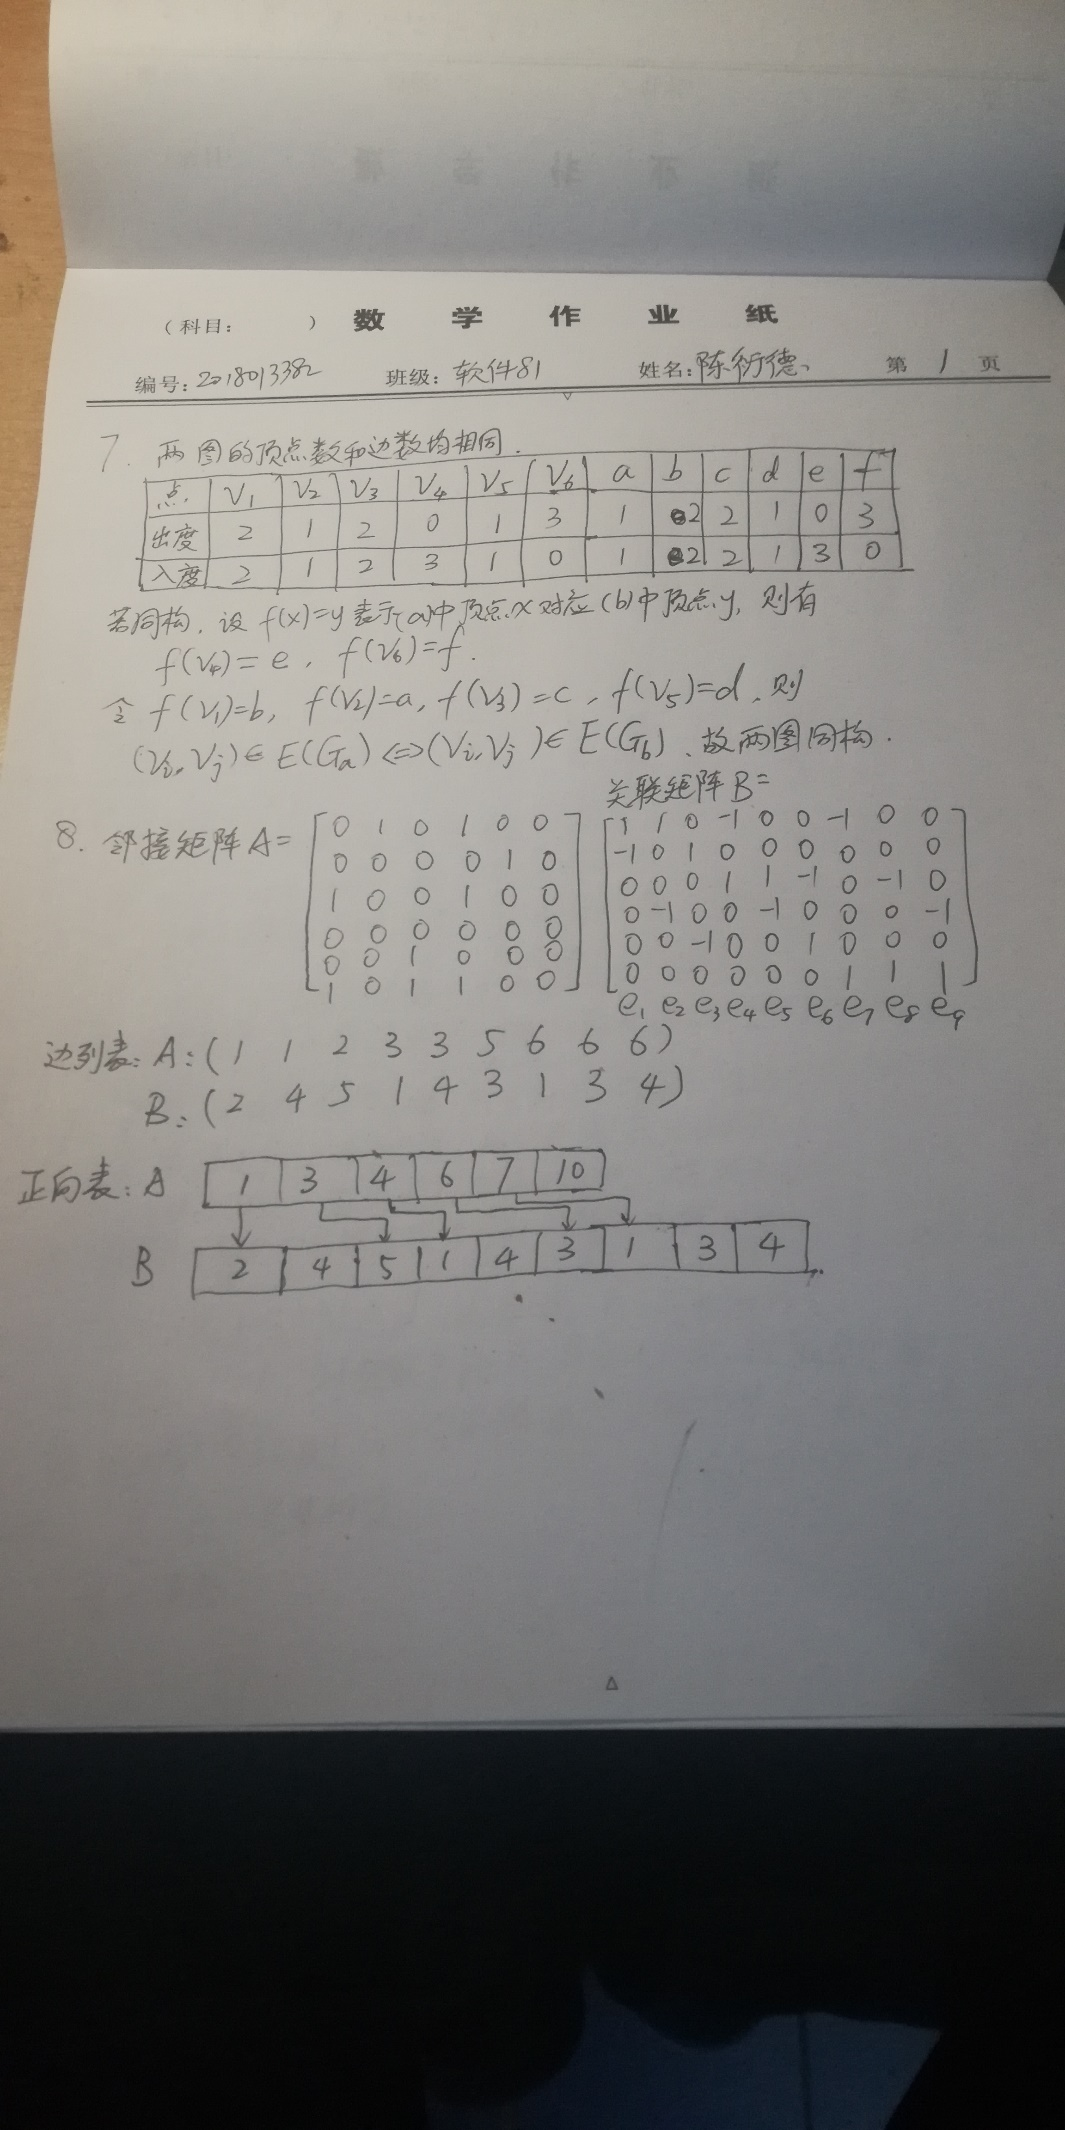 （科目：　　）数学作业纸
编号：2018013382 班级：软件81 姓名：陈衍德 第1页
7. 两图的顶点数和边数均相同.
点 V₁ V₂ V₃ V₄ V₅ V₆ a b c d e f
出度 2 1 2 0 1 3 1 2 2 1 0 3
入度 2 1 2 3 1 0 1 2 2 1 3 0
若同构, 设 f(x)=y 表示(a)中顶点x对应(b)中顶点y, 则有
f(V₄)=e, f(V₆)=f.
令 f(V₁)=b, f(V₂)=a, f(V₃)=c, f(V₅)=d, 则
(Vi, Vj)∈E(Ga)⇔(Vi, Vj)∈E(Gb), 故两图同构.
8. 邻接矩阵A=
0 1 0 1 0 0
0 0 0 0 1 0
1 0 0 1 0 0
0 0 0 0 0 0
0 0 1 0 0 0
1 0 1 1 0 0
关联矩阵B=
1 1 0 -1 0 0 -1 0 0
-1 0 1 0 0 0 0 0 0
0 0 0 1 1 -1 0 -1 0
0 -1 0 0 -1 0 0 0 -1
0 0 -1 0 0 1 0 0 0
0 0 0 0 0 0 1 1 1
e₁ e₂ e₃ e₄ e₅ e₆ e₇ e₈ e₉
边列表: A:(1 1 2 3 3 5 6 6 6)
B:(2 4 5 1 4 3 1 3 4)
正向表: A 1 3 4 6 7 10
B 2 4 5 1 4 3 1 3 4